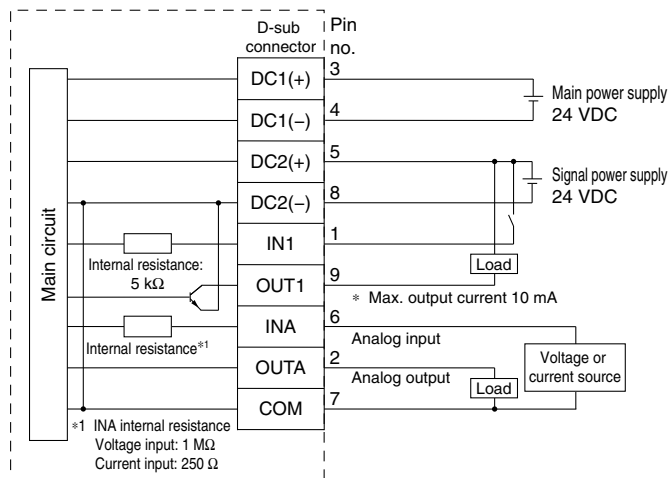 D-sub
connector
Pin
no.
Main circuit
DC1(+)
3
Main power supply
24 VDC
DC1(−)
4
DC2(+)
5
Signal power supply
24 VDC
DC2(−)
8
IN1
1
Internal resistance:
5 kΩ
Load
OUT1
9
* Max. output current 10 mA
INA
6
Analog input
Internal resistance*1
Voltage or
current source
OUTA
2
Analog output
Load
COM
7
*1 INA internal resistance
Voltage input: 1 MΩ
Current input: 250 Ω